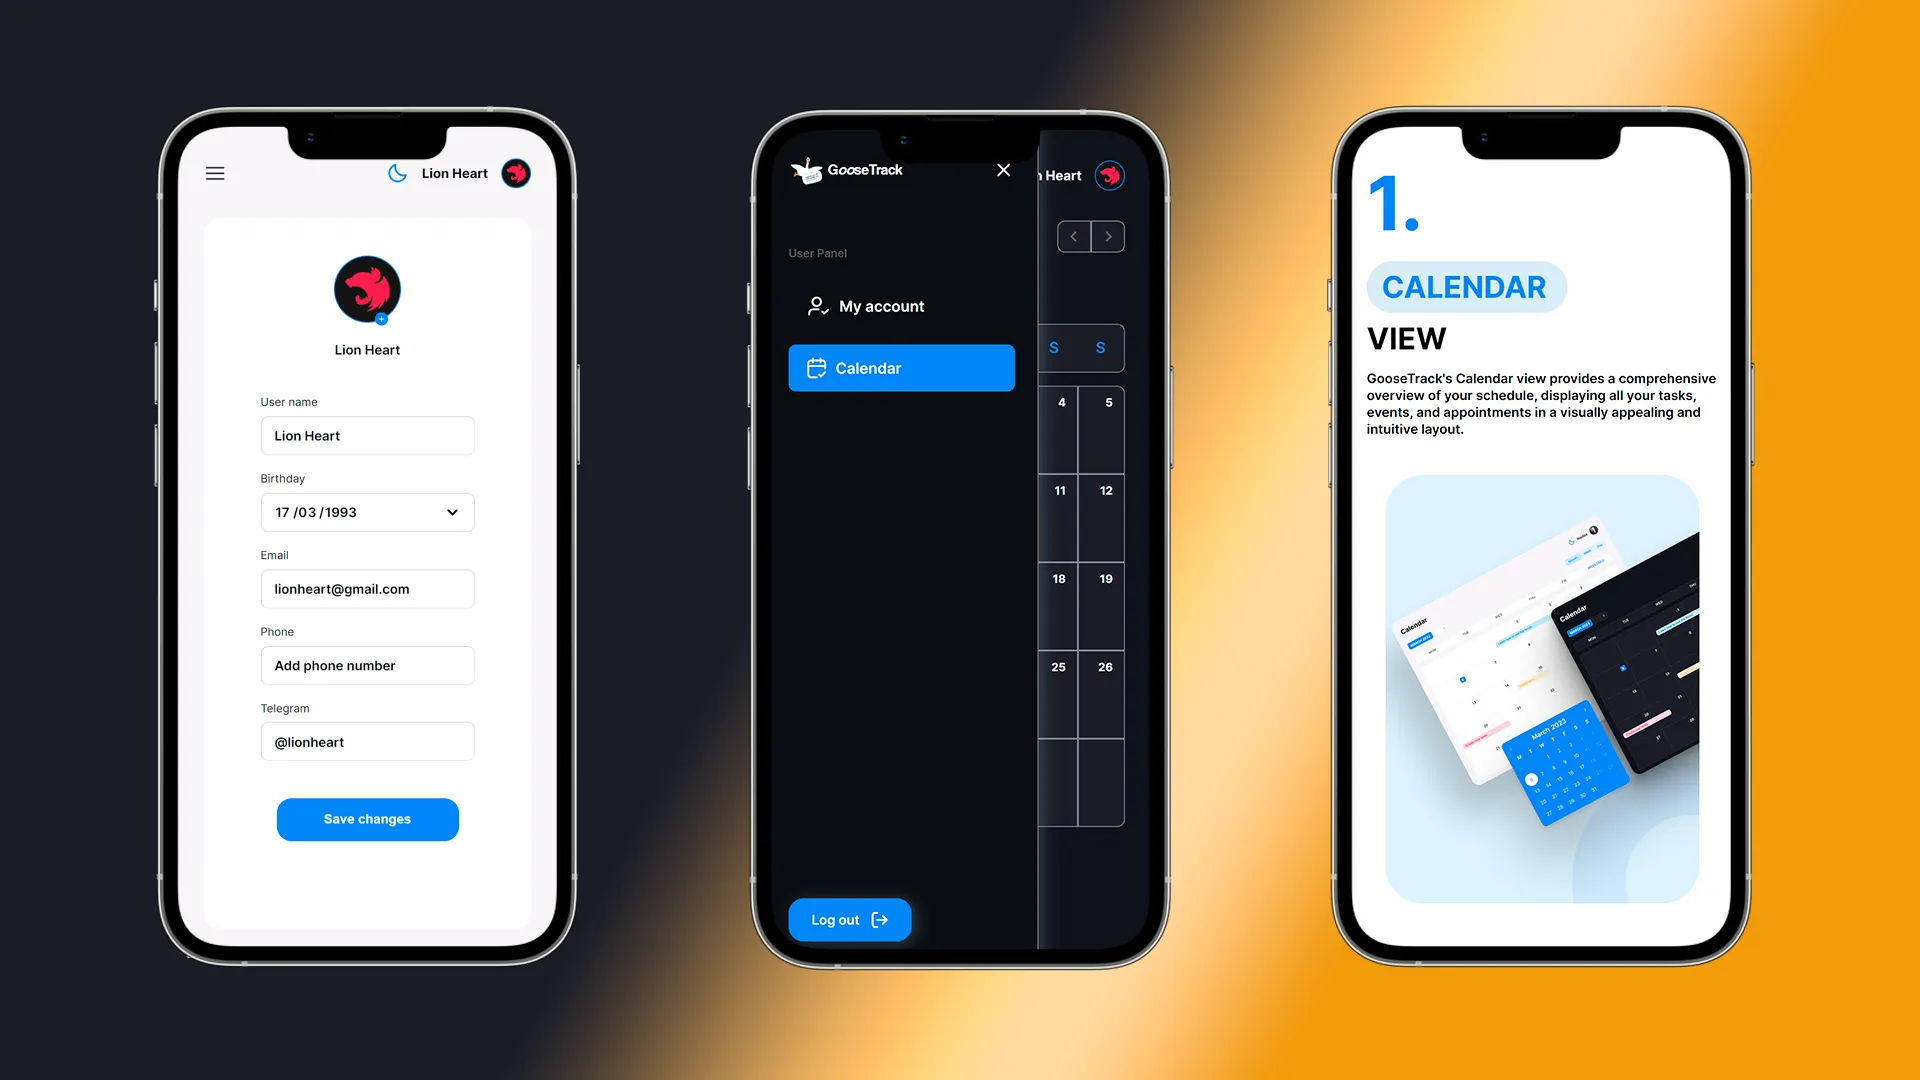 Lion Heart
Lion Heart
User name
Lion Heart
Birthday
17 /03 /1993
Email
lionheart@gmail.com
Phone
Add phone number
Telegram
@lionheart
Save changes
GooseTrack
Heart
User Panel
My account
Calendar
S S
4 5
11 12
18 19
25 26
Log out
1.
CALENDAR
VIEW
GooseTrack's Calendar view provides a comprehensive
overview of your schedule, displaying all your tasks,
events, and appointments in a visually appealing and
intuitive layout.
Calendar
Calendar
March 2023
M T W T F S S